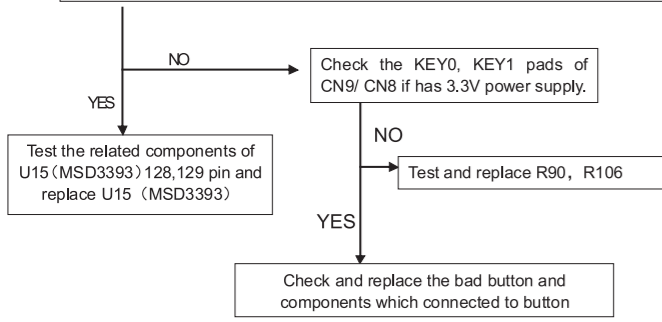 NO
Check the KEY0, KEY1 pads of
CN9/ CN8 if has 3.3V power supply.
YES
Test the related components of
U15（MSD3393）128,129 pin and
replace U15（MSD3393）
NO
Test and replace R90，R106
YES
Check and replace the bad button and
components which connected to button